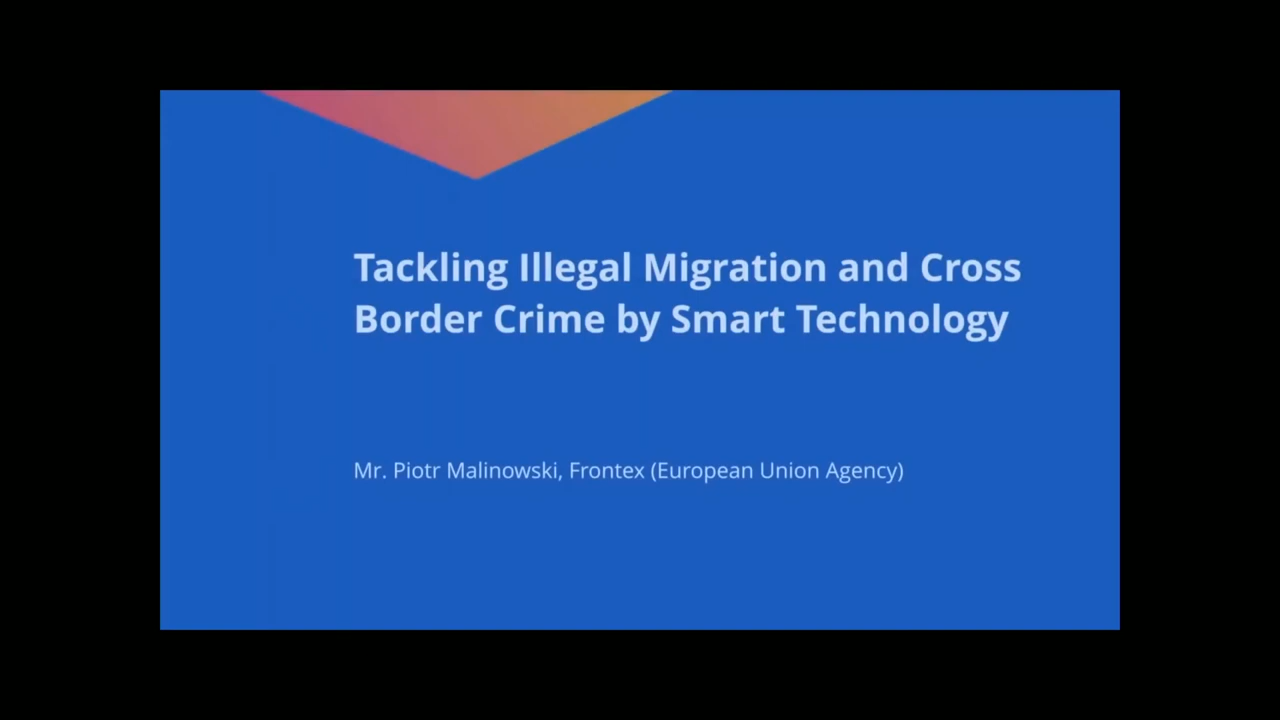 Tackling Illegal Migration and Cross
Border Crime by Smart Technology
Mr. Piotr Malinowski, Frontex (European Union Agency)